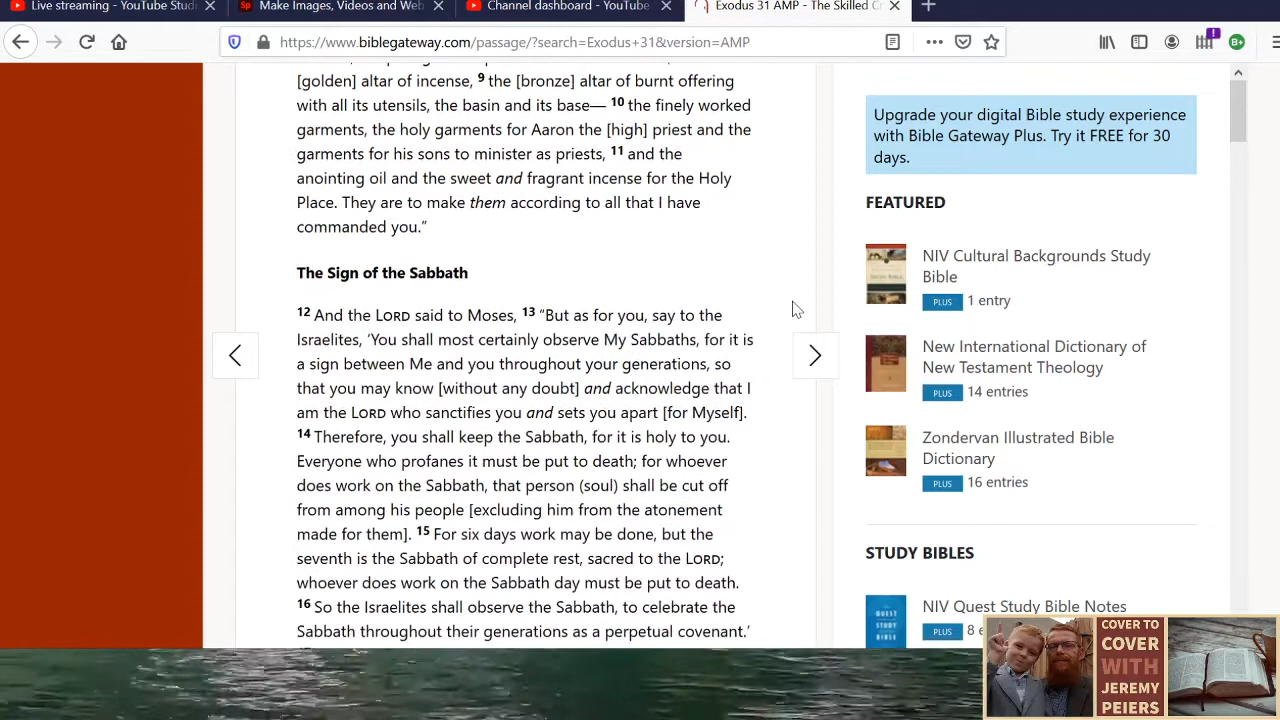 Live streaming - YouTube Stud
Make Images, Videos and Web
Channel dashboard - YouTube
Exodus 31 AMP - The Skilled Cr
https://www.biblegateway.com/passage/?search=Exodus+31&version=AMP
[golden] altar of incense, 9 the [bronze] altar of burnt offering
with all its utensils, the basin and its base— 10 the finely worked
garments, the holy garments for Aaron the [high] priest and the
garments for his sons to minister as priests, 11 and the
anointing oil and the sweet and fragrant incense for the Holy
Place. They are to make them according to all that I have
commanded you.”
The Sign of the Sabbath
12 And the LORD said to Moses, 13 “But as for you, say to the
Israelites, ‘You shall most certainly observe My Sabbaths, for it is
a sign between Me and you throughout your generations, so
that you may know [without any doubt] and acknowledge that I
am the LORD who sanctifies you and sets you apart [for Myself].
14 Therefore, you shall keep the Sabbath, for it is holy to you.
Everyone who profanes it must be put to death; for whoever
does work on the Sabbath, that person (soul) shall be cut off
from among his people [excluding him from the atonement
made for them]. 15 For six days work may be done, but the
seventh is the Sabbath of complete rest, sacred to the LORD;
whoever does work on the Sabbath day must be put to death.
16 So the Israelites shall observe the Sabbath, to celebrate the
Sabbath throughout their generations as a perpetual covenant.’
Upgrade your digital Bible study experience
with Bible Gateway Plus. Try it FREE for 30
days.
FEATURED
NIV Cultural Backgrounds Study
Bible
PLUS 1 entry
New International Dictionary of
New Testament Theology
PLUS 14 entries
Zondervan Illustrated Bible
Dictionary
PLUS 16 entries
STUDY BIBLES
NIV Quest Study Bible Notes
PLUS 8 e
COVER TO
COVER
WITH
JEREMY
PEIERS